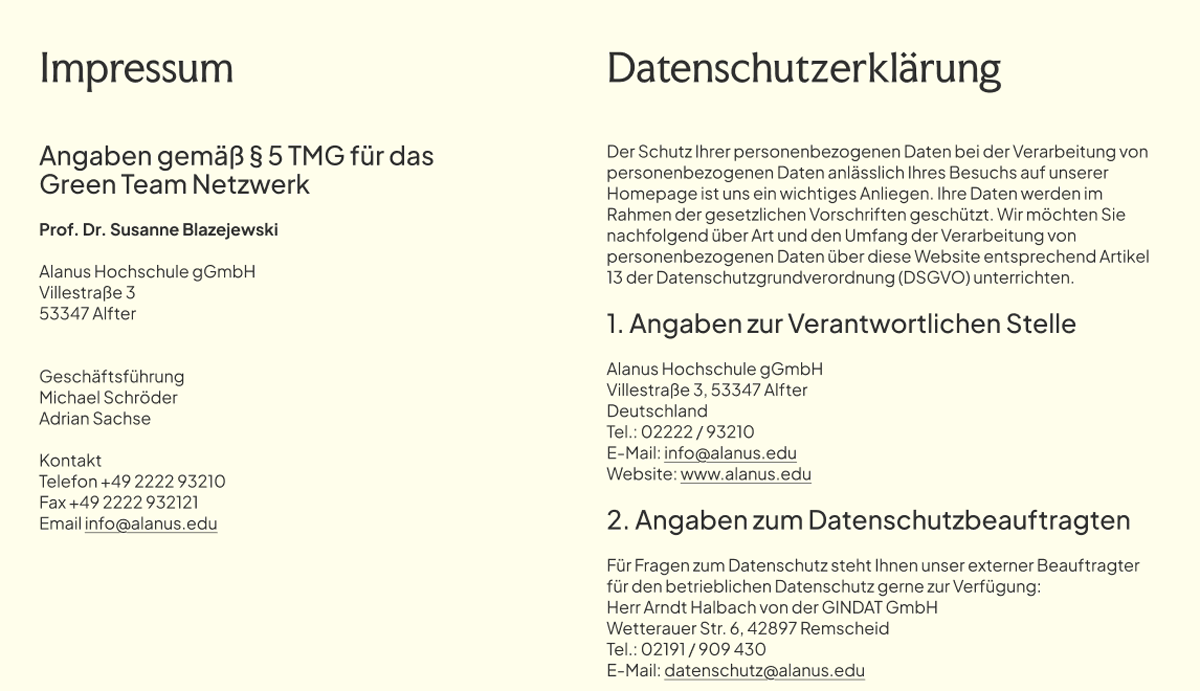 Impressum
Angaben gemäß § 5 TMG für das
Green Team Netzwerk
Prof. Dr. Susanne Blazejewski
Alanus Hochschule gGmbH
Villestraße 3
53347 Alfter
Geschäftsführung
Michael Schröder
Adrian Sachse
Kontakt
Telefon +49 2222 93210
Fax +49 2222 932121
Email info@alanus.edu
Datenschutzerklärung
Der Schutz Ihrer personenbezogenen Daten bei der Verarbeitung von
personenbezogenen Daten anlässlich Ihres Besuchs auf unserer
Homepage ist uns ein wichtiges Anliegen. Ihre Daten werden im
Rahmen der gesetzlichen Vorschriften geschützt. Wir möchten Sie
nachfolgend über Art und den Umfang der Verarbeitung von
personenbezogenen Daten über diese Website entsprechend Artikel
13 der Datenschutzgrundverordnung (DSGVO) unterrichten.
1. Angaben zur Verantwortlichen Stelle
Alanus Hochschule gGmbH
Villestraße 3, 53347 Alfter
Deutschland
Tel.: 02222 / 93210
E-Mail: info@alanus.edu
Website: www.alanus.edu
2. Angaben zum Datenschutzbeauftragten
Für Fragen zum Datenschutz steht Ihnen unser externer Beauftragter
für den betrieblichen Datenschutz gerne zur Verfügung:
Herr Arndt Halbach von der GINDAT GmbH
Wetterauer Str. 6, 42897 Remscheid
Tel.: 02191 / 909 430
E-Mail: datenschutz@alanus.edu